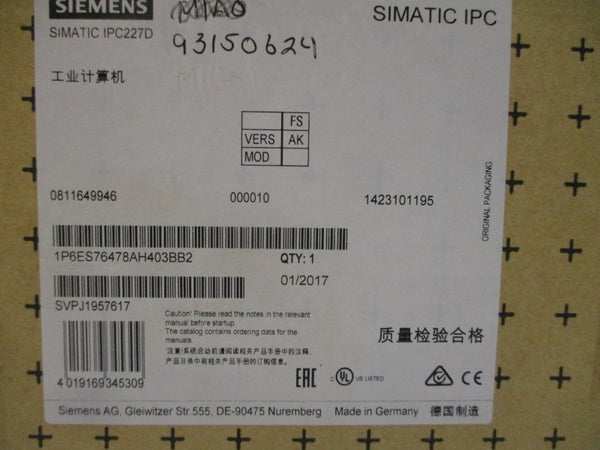 SIEMENS
SIMATIC IPC
SIMATIC IPC227D
93150624
工业计算机
FS
VERS AK
MOD
0811649946 000010 1423101195
ORIGINAL PACKAGING
1P6ES76478AH403BB2 QTY: 1
01/2017
SVPJ1957617
Caution! Please read the notes in the relevant
manual before startup.
The catalog contains ordering data for the
manuals.
注意:系统启动前请阅读相关产品手册中的注释.
产品目录中有相关产品手册的订购信息.
质量检验合格
4 019169345309
EAC
C UL US LISTED
CE
Siemens AG, Gleiwitzer Str 555, DE-90475 Nuremberg Made in Germany 德国制造